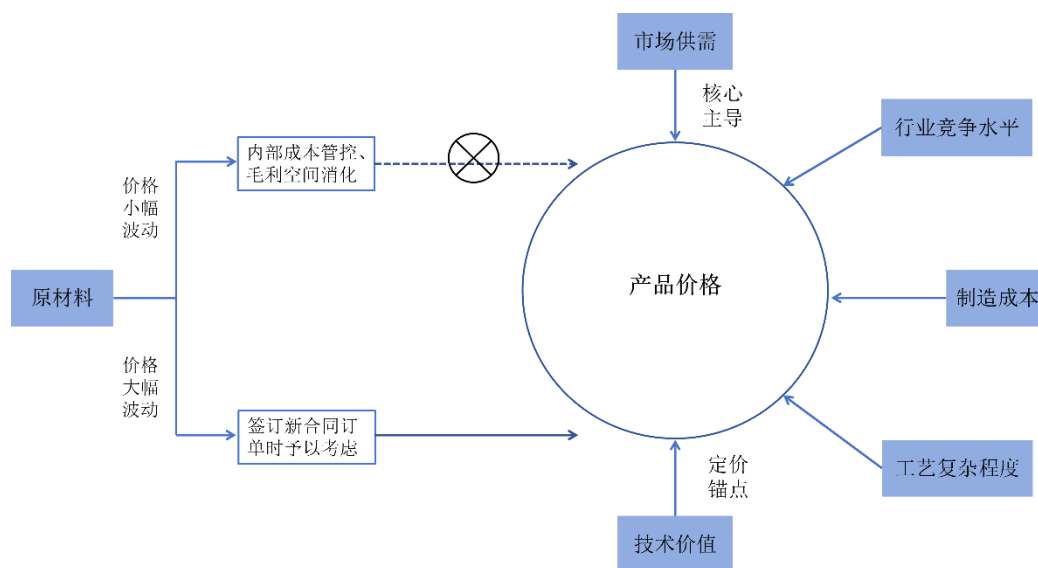 市场供需
核心
主导
行业竞争水平
内部成本管控、
毛利空间消化
价格
小幅
波动
原材料
产品价格
制造成本
价格
大幅
波动
签订新合同订
单时予以考虑
定价
锚点
工艺复杂程度
技术价值